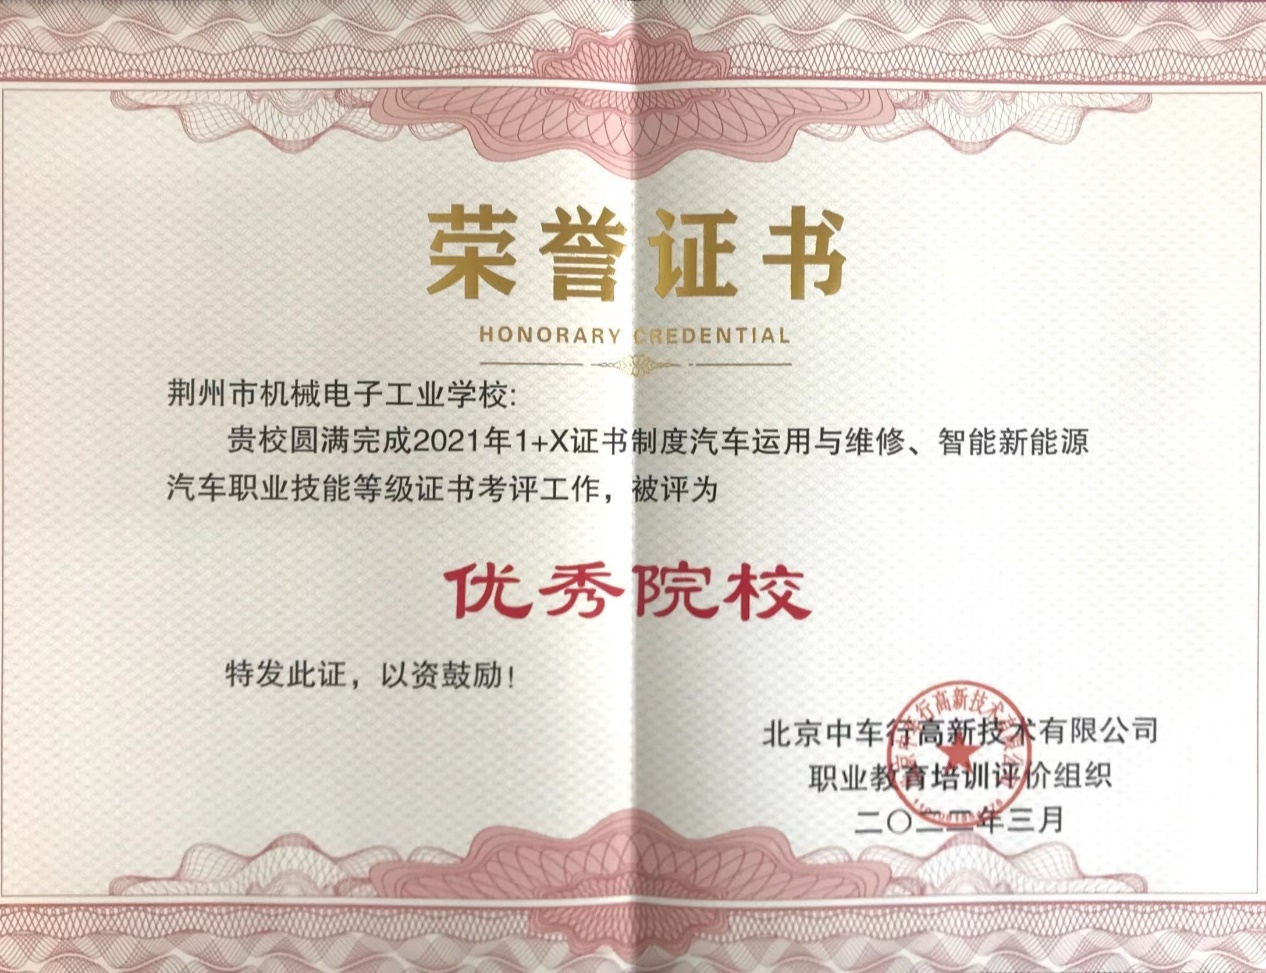 荣誉证书
HONORARY CREDENTIAL
荆州市机械电子工业学校:
贵校圆满完成2021年1+X证书制度汽车运用与维修、智能新能源
汽车职业技能等级证书考评工作，被评为
优秀院校
特发此证，以资鼓励！
北京中车行高新技术有限公司
职业教育培训评价组织
二〇二二年三月